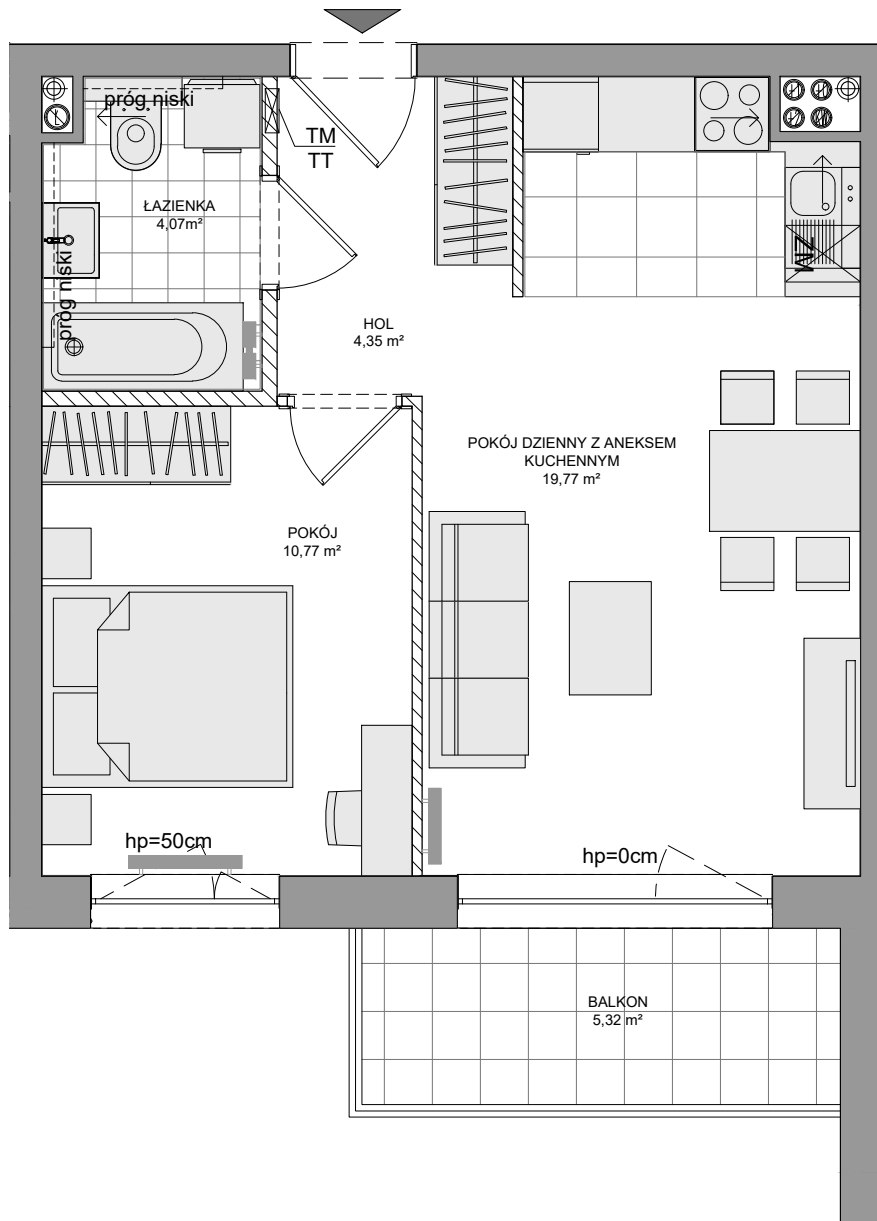 próg niski
TM
TT
ŁAZIENKA
4,07m²
próg niski
ZM
HOL
4,35 m²
POKÓJ DZIENNY Z ANEKSEM
KUCHENNYM
19,77 m²
POKÓJ
10,77 m²
hp=50cm
hp=0cm
BALKON
5,32 m²